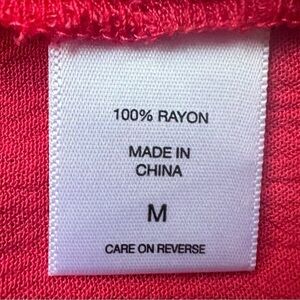 100% RAYON
MADE IN
CHINA
M
CARE ON REVERSE